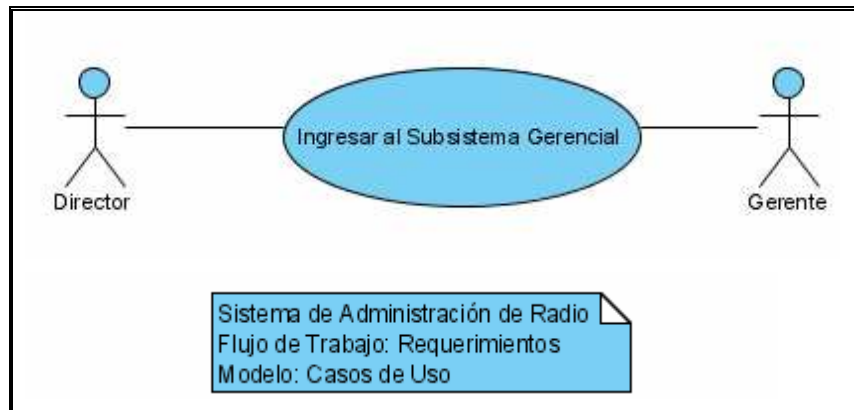 Ingresar al Subsistema Gerencial
Director
Gerente
Sistema de Administración de Radio
Flujo de Trabajo: Requerimientos
Modelo: Casos de Uso